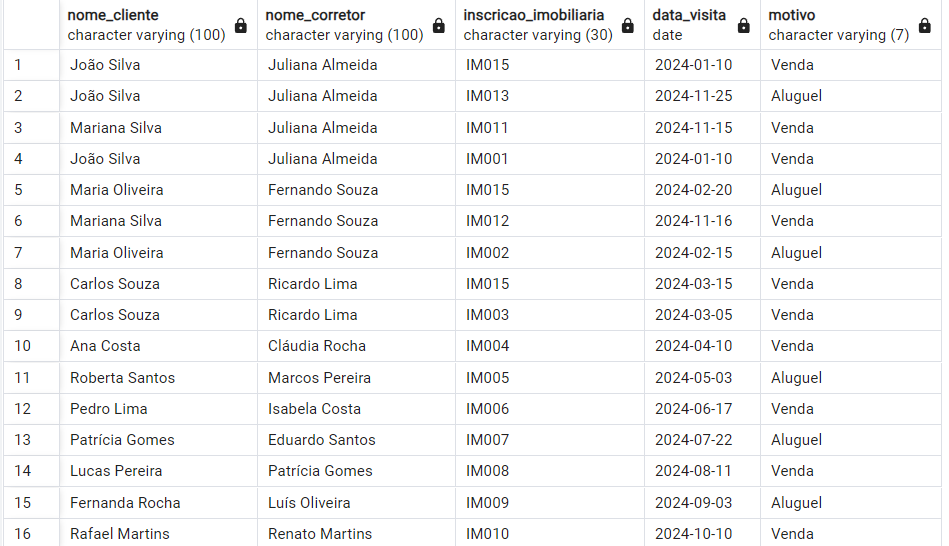 nome_cliente nome_corretor inscricao_imobiliaria data_visita motivo
character varying (100) character varying (100) character varying (30) date character varying (7)
1 João Silva Juliana Almeida IM015 2024-01-10 Venda
2 João Silva Juliana Almeida IM013 2024-11-25 Aluguel
3 Mariana Silva Juliana Almeida IM011 2024-11-15 Venda
4 João Silva Juliana Almeida IM001 2024-01-10 Venda
5 Maria Oliveira Fernando Souza IM015 2024-02-20 Aluguel
6 Mariana Silva Fernando Souza IM012 2024-11-16 Venda
7 Maria Oliveira Fernando Souza IM002 2024-02-15 Aluguel
8 Carlos Souza Ricardo Lima IM015 2024-03-15 Venda
9 Carlos Souza Ricardo Lima IM003 2024-03-05 Venda
10 Ana Costa Cláudia Rocha IM004 2024-04-10 Venda
11 Roberta Santos Marcos Pereira IM005 2024-05-03 Aluguel
12 Pedro Lima Isabela Costa IM006 2024-06-17 Venda
13 Patrícia Gomes Eduardo Santos IM007 2024-07-22 Aluguel
14 Lucas Pereira Patrícia Gomes IM008 2024-08-11 Venda
15 Fernanda Rocha Luís Oliveira IM009 2024-09-03 Aluguel
16 Rafael Martins Renato Martins IM010 2024-10-10 Venda